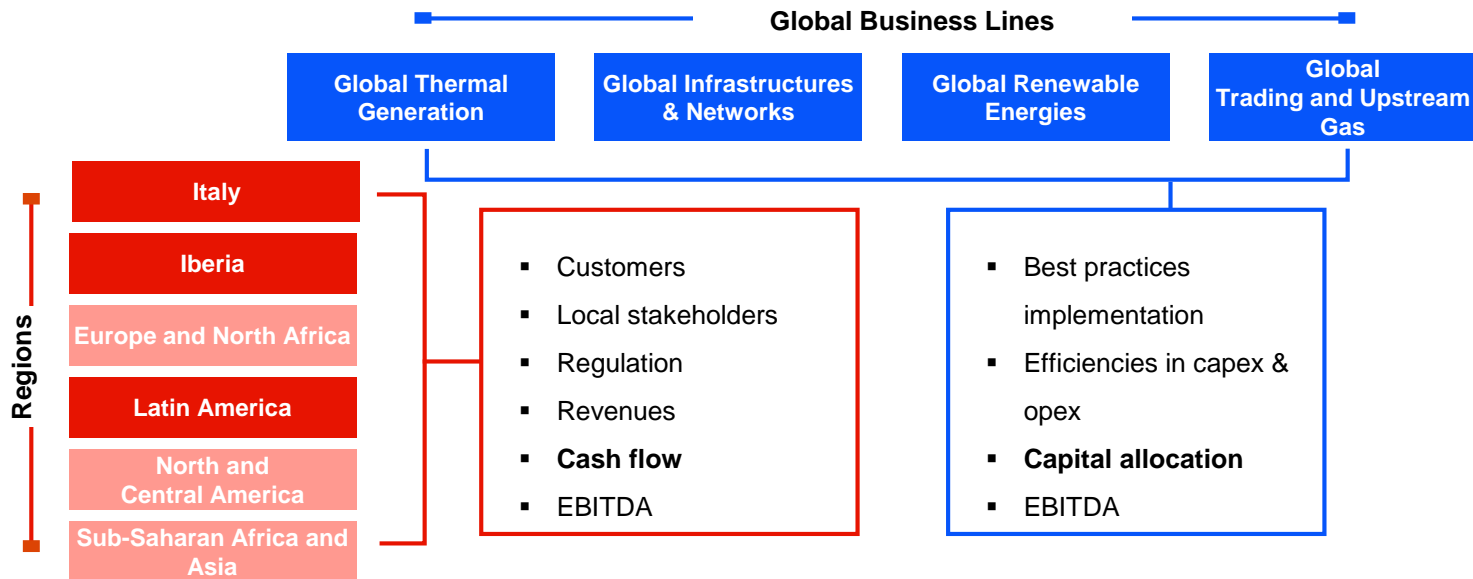 Global Business Lines
Global Thermal
Generation
Global Infrastructures
& Networks
Global Renewable
Energies
Global
Trading and Upstream
Gas
Regions
Italy
Iberia
Europe and North Africa
Latin America
North and
Central America
Sub-Saharan Africa and
Asia
▪ Customers
▪ Local stakeholders
▪ Regulation
▪ Revenues
▪ Cash flow
▪ EBITDA
▪ Best practices
implementation
▪ Efficiencies in capex &
opex
▪ Capital allocation
▪ EBITDA